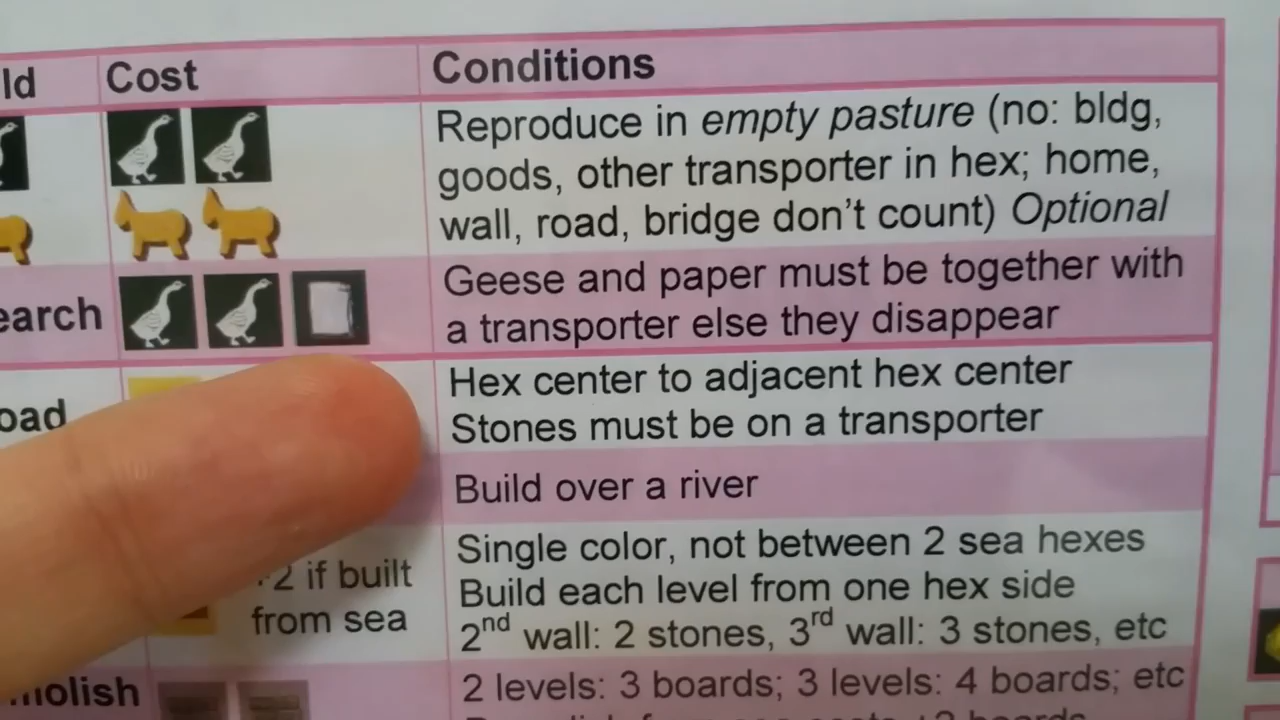 ld Cost Conditions
Reproduce in empty pasture (no: bldg,
goods, other transporter in hex; home,
wall, road, bridge don't count) Optional
earch Geese and paper must be together with
a transporter else they disappear
oad Hex center to adjacent hex center
Stones must be on a transporter
Build over a river
2 if built
from sea
Single color, not between 2 sea hexes
Build each level from one hex side
2nd wall: 2 stones, 3rd wall: 3 stones, etc
molish 2 levels: 3 boards; 3 levels: 4 boards; etc